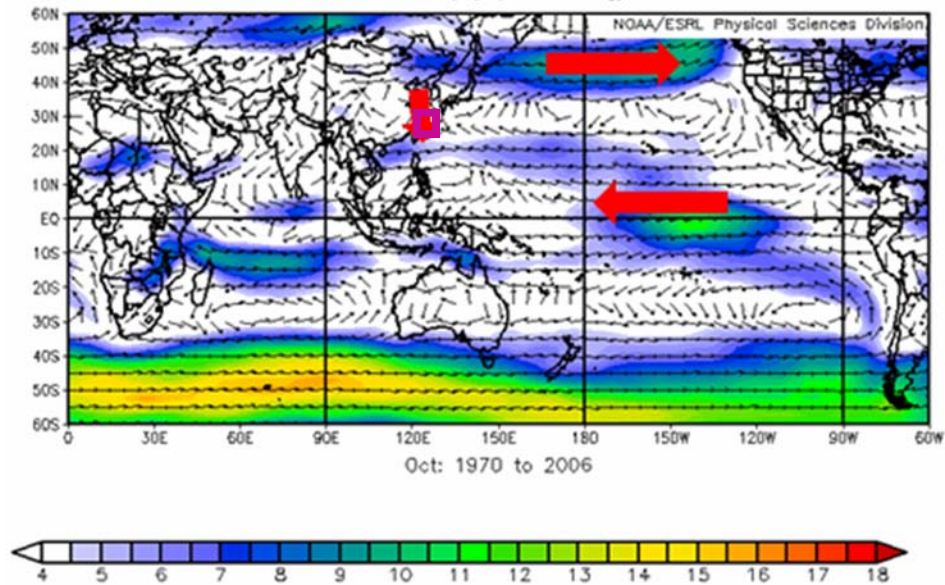 NOAA/ESRL Physical Sciences Division
60N
50N
40N
30N
20N
10N
EQ
10S
20S
30S
40S
50S
60S
0 30E 60E 90E 120E 150E 180 150W 120W 90W 60W
Oct: 1970 to 2006
4 5 6 7 8 9 10 11 12 13 14 15 16 17 18